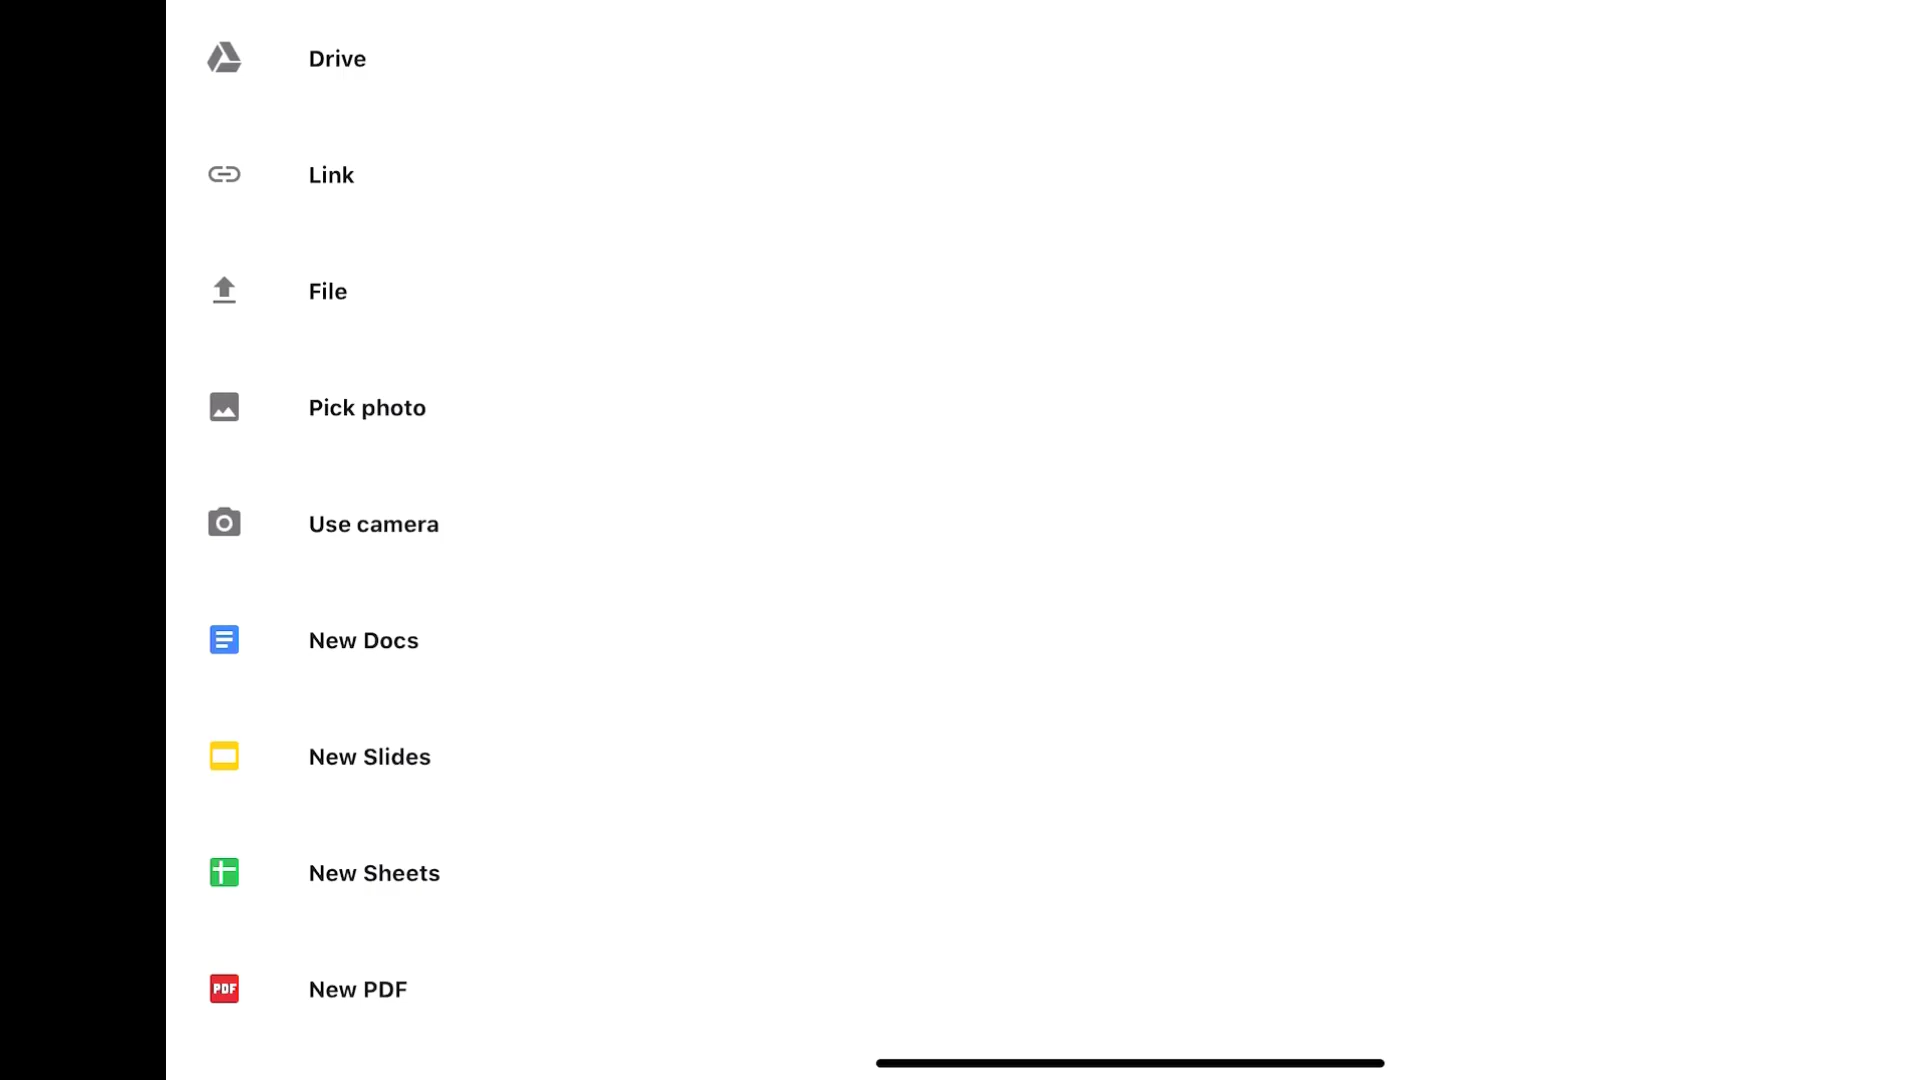 Drive
Link
File
Pick photo
Use camera
New Docs
New Slides
New Sheets
PDF New PDF